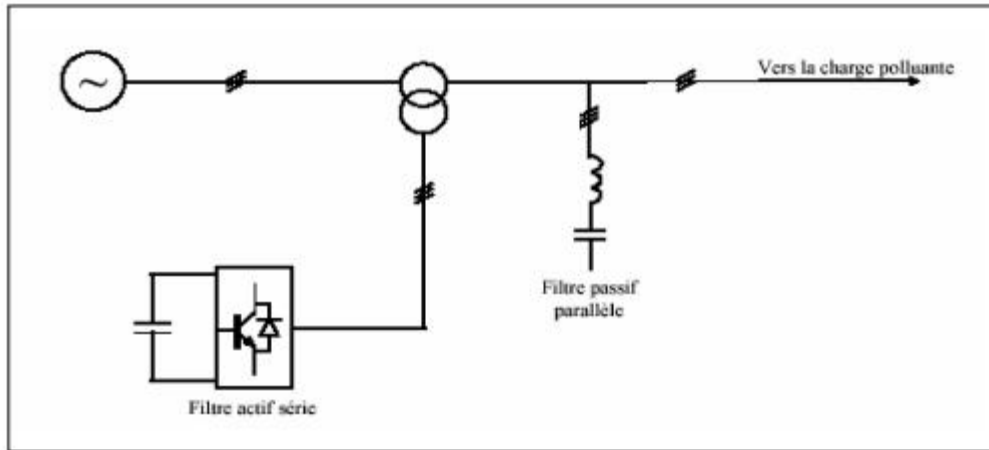 Vers la charge polluante
Filtre passif
parallèle
Filtre actif série